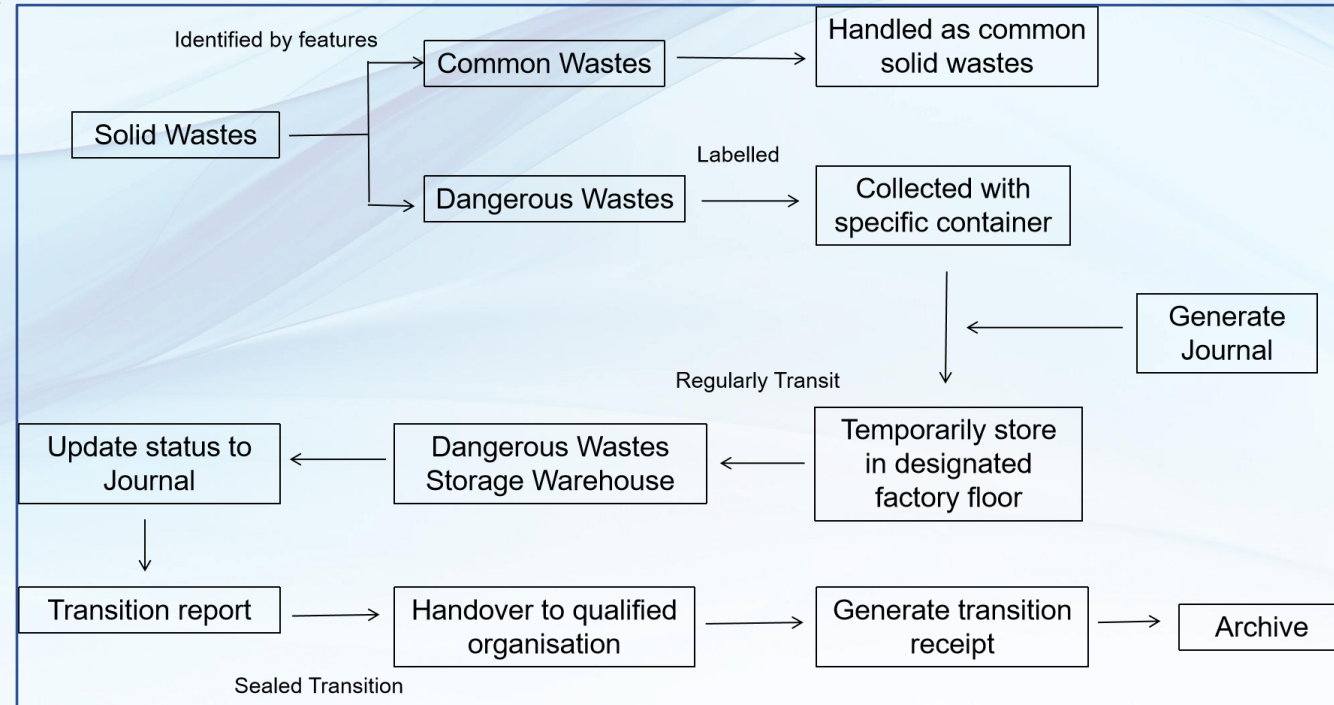 Identified by features
Common Wastes
Handled as common
solid wastes
Solid Wastes
Labelled
Dangerous Wastes
Collected with
specific container
Generate
Journal
Regularly Transit
Temporarily store
in designated
factory floor
Dangerous Wastes
Storage Warehouse
Update status to
Journal
Transition report
Handover to qualified
organisation
Generate transition
receipt
Archive
Sealed Transition